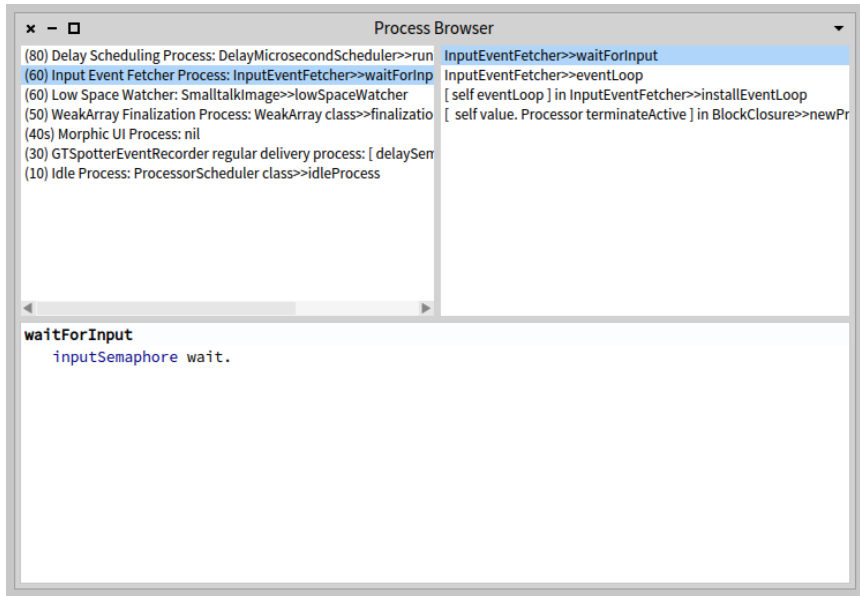 Process Browser
(80) Delay Scheduling Process: DelayMicrosecondScheduler>>run
(60) Input Event Fetcher Process: InputEventFetcher>>waitForInp
(60) Low Space Watcher: SmalltalkImage>>lowSpaceWatcher
(50) WeakArray Finalization Process: WeakArray class>>finalizatio
(40s) Morphic UI Process: nil
(30) GTSpotterEventRecorder regular delivery process: [ delaySem
(10) Idle Process: ProcessorScheduler class>>idleProcess
InputEventFetcher>>waitForInput
InputEventFetcher>>eventLoop
[ self eventLoop ] in InputEventFetcher>>installEventLoop
[ self value. Processor terminateActive ] in BlockClosure>>newPr
waitForInput
inputSemaphore wait.